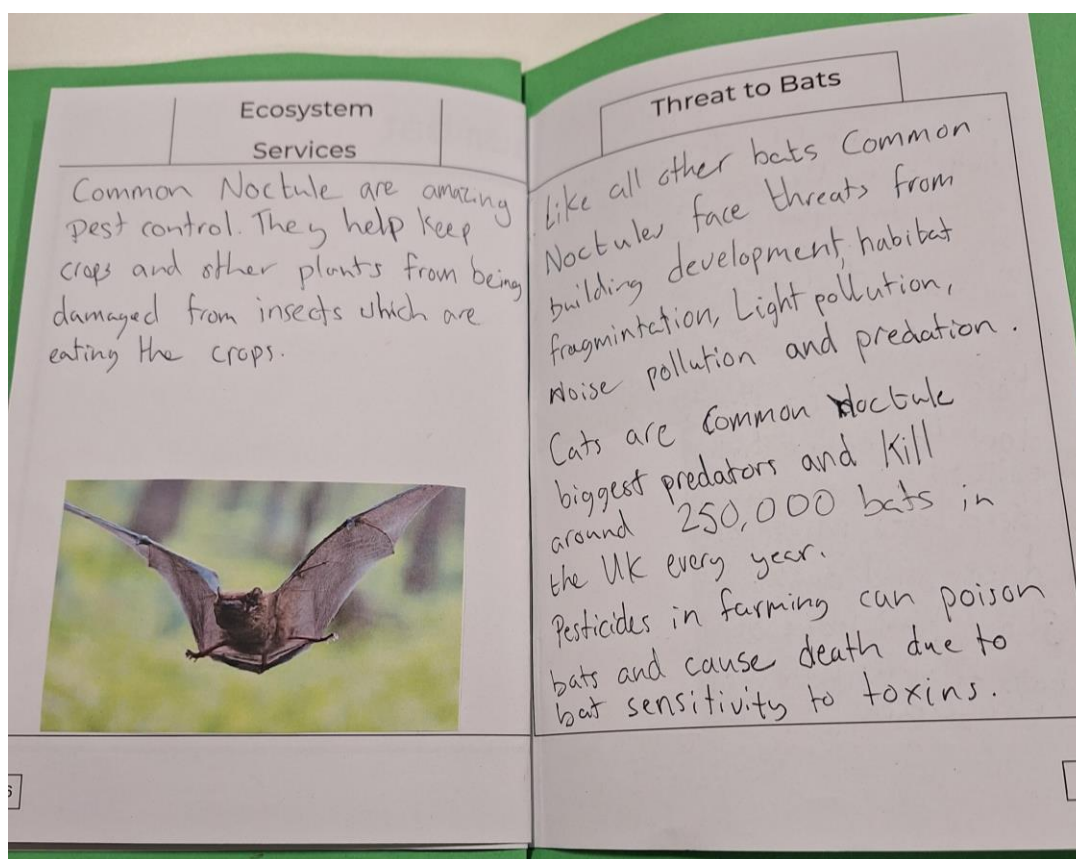 Ecosystem
Services
Common Noctule are amazing
pest control. They help keep
crops and other plants from being
damaged from insects which are
eating the crops.
Threat to Bats
Like all other bats Common
Noctules face threats from
building development, habitat
fragmintation, Light pollution,
Noise pollution and predation.
Cats are Common Noctule
biggest predators and kill
around 250,000 bats in
the UK every year.
Pesticides in farming can poison
bats and cause death due to
bat sensitivity to toxins.